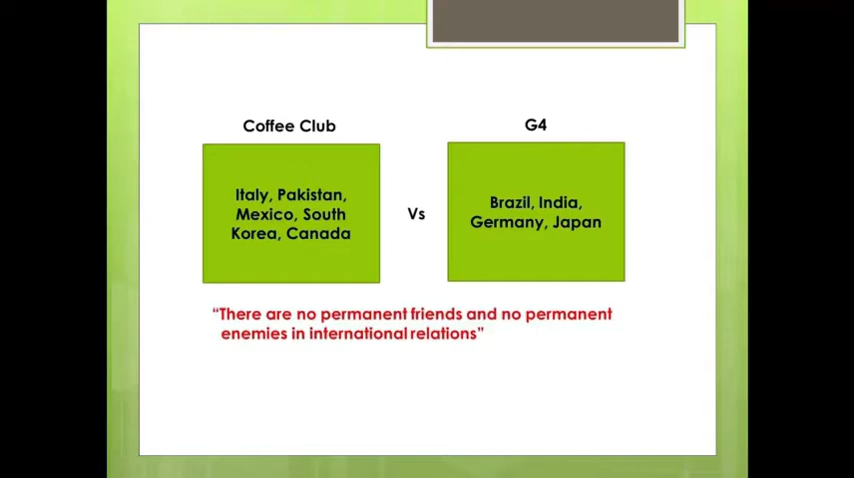 Coffee Club
G4
Italy, Pakistan,
Mexico, South
Korea, Canada
Vs
Brazil, India,
Germany, Japan
“There are no permanent friends and no permanent
enemies in international relations”